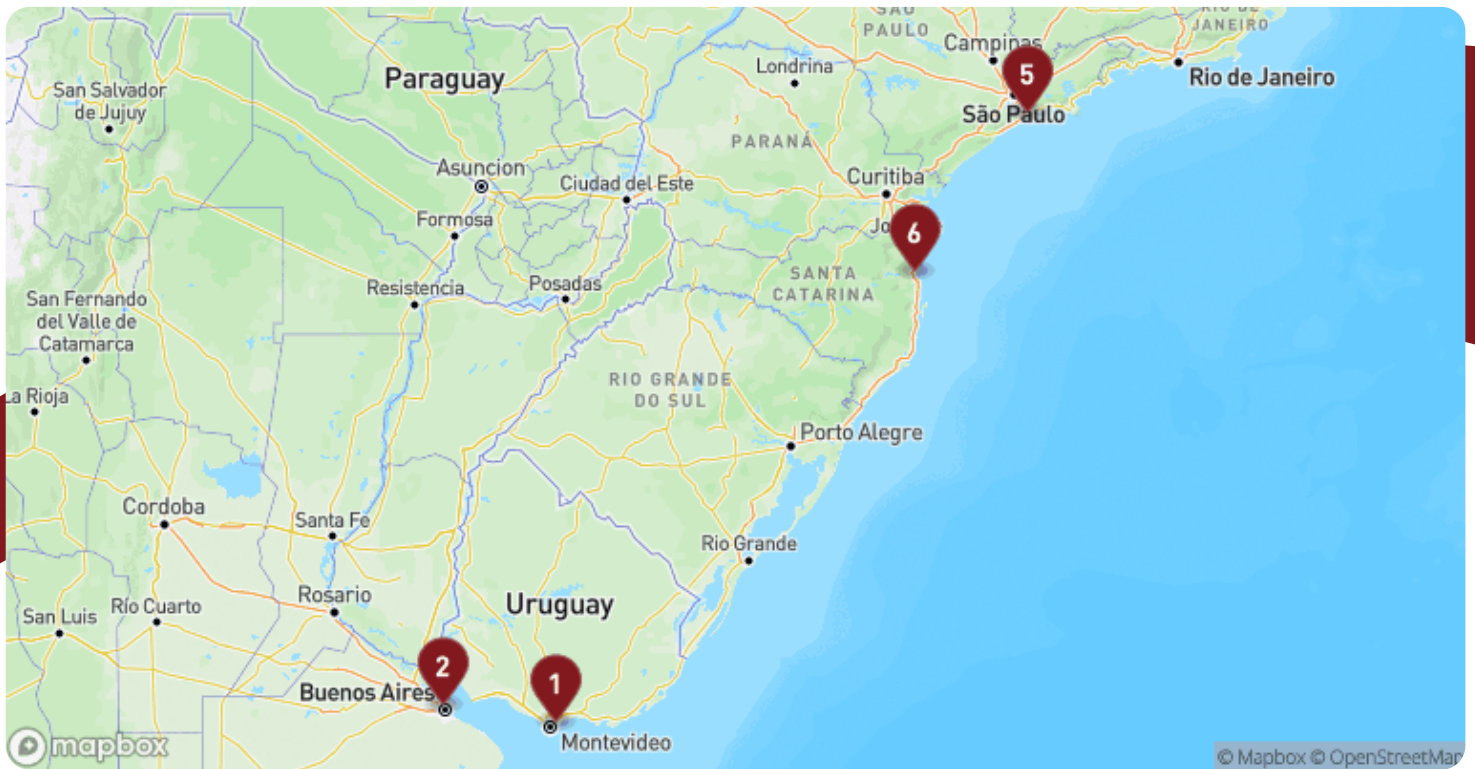 SÃO
PAULO
RIO DE
JANEIRO
Campinas
Londrina
5
Rio de Janeiro
Paraguay
San Salvador
de Jujuy
São Paulo
PARANÁ
Asuncion
Ciudad del Este
Curitiba
Formosa
Jo
6
SANTA
CATARINA
Resistencia
Posadas
San Fernando
del Valle de
Catamarca
La Rioja
RIO GRANDE
DO SUL
Porto Alegre
Cordoba
Santa Fe
Rio Grande
Rosario
Uruguay
San Luis
Río Cuarto
2
1
Buenos Aires
Montevideo
mapbox
© Mapbox © OpenStreetMap